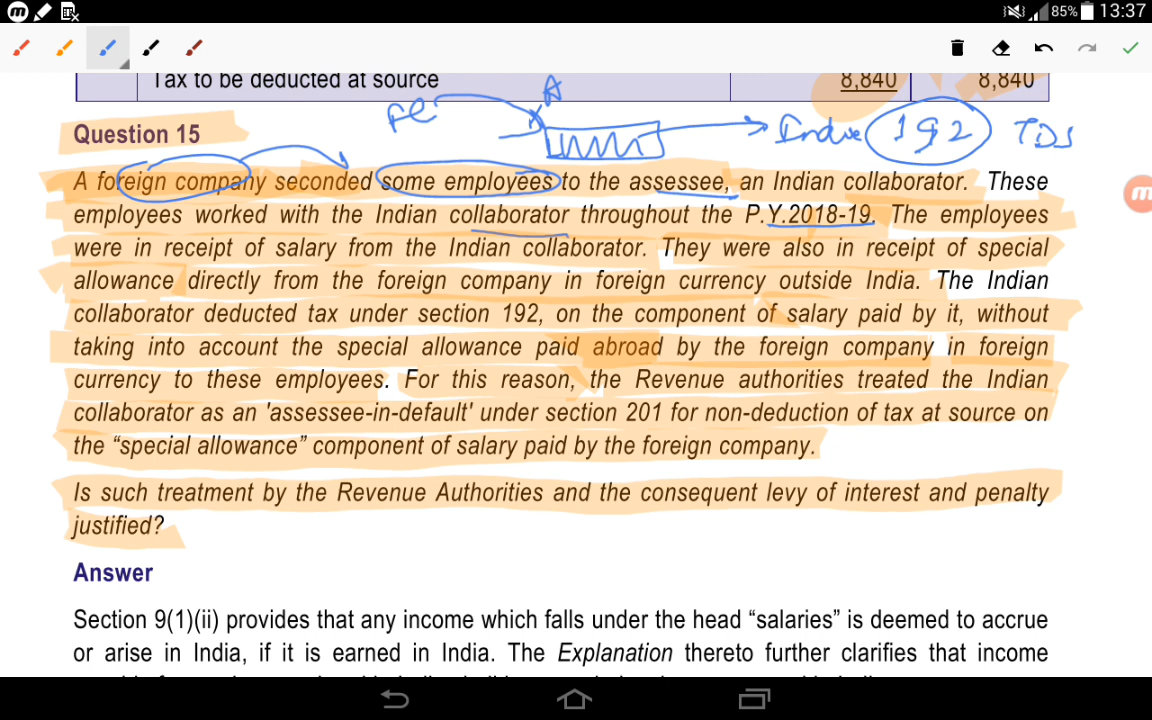 85% 13:37
Tax to be deducted at source 8,840 8,840
A
FC
Question 15
192 TDS
A foreign company seconded some employees to the assessee, an Indian collaborator. These
employees worked with the Indian collaborator throughout the P.Y.2018-19. The employees
were in receipt of salary from the Indian collaborator. They were also in receipt of special
allowance directly from the foreign company in foreign currency outside India. The Indian
collaborator deducted tax under section 192, on the component of salary paid by it, without
taking into account the special allowance paid abroad by the foreign company in foreign
currency to these employees. For this reason, the Revenue authorities treated the Indian
collaborator as an 'assessee-in-default' under section 201 for non-deduction of tax at source on
the “special allowance” component of salary paid by the foreign company.
Is such treatment by the Revenue Authorities and the consequent levy of interest and penalty
justified?
Answer
Section 9(1)(ii) provides that any income which falls under the head “salaries” is deemed to accrue
or arise in India, if it is earned in India. The Explanation thereto further clarifies that income